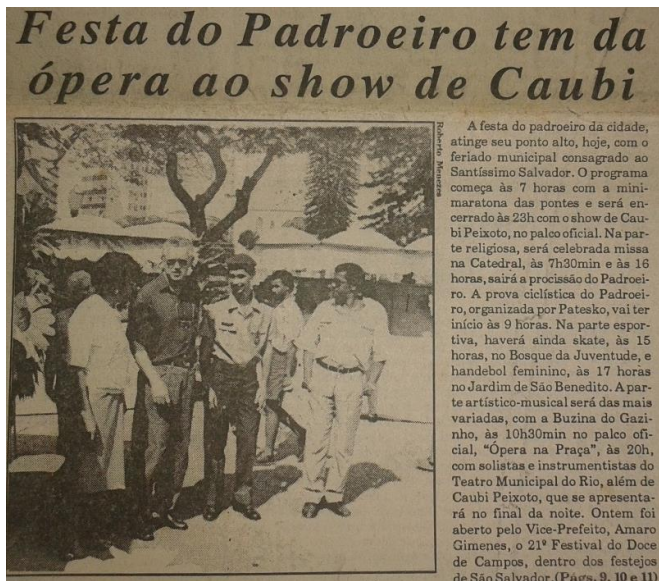 Festa do Padroeiro tem da
ópera ao show de Caubi
Roberto Menezes
A festa do padroeiro da cidade,
atinge seu ponto alto, hoje, com o
feriado municipal consagrado ao
Santíssimo Salvador. O programa
começa às 7 horas com a mini-
maratona das pontes e será en-
cerrado às 23h com o show de Cau-
bi Peixoto, no palco oficial. Na par-
te religiosa, será celebrada missa
na Catedral, às 7h30min e às 16
horas, sairá a procissão do Padroei-
ro. A prova ciclística do Padroei-
ro, organizada por Patesko, vai ter
início às 9 horas. Na parte espor-
tiva, haverá ainda skate, às 15
horas, no Bosque da Juventude, e
handebol feminino, às 17 horas
no Jardim de São Benedito. A par-
te artístico-musical será das mais
variadas, com a Buzina do Gazi-
nho, às 10h30min no palco ofi-
cial, “Ópera na Praça”, às 20h,
com solistas e instrumentistas do
Teatro Municipal do Rio, além de
Caubi Peixoto, que se apresenta-
rá no final da noite. Ontem foi
aberto pelo Vice-Prefeito, Amaro
Gimenes, o 21º Festival do Doce
de Campos, dentro dos festejos
de São Salvador.(Págs. 9, 10 e 11)